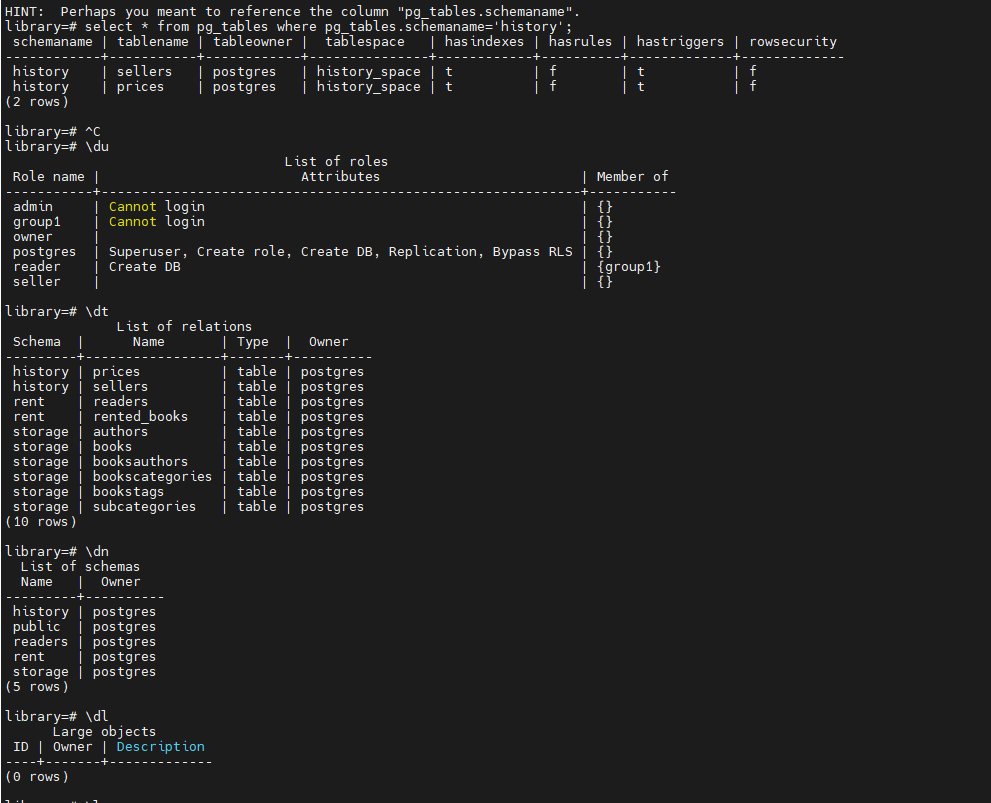 HINT:  Perhaps you meant to reference the column "pg_tables.schemaname".
library=# select * from pg_tables where pg_tables.schemaname='history';
 schemaname | tablename | tableowner |  tablespace   | hasindexes | hasrules | hastriggers | rowsecurity
------------+-----------+------------+---------------+------------+----------+-------------+-------------
 history    | sellers   | postgres   | history_space | t          | f        | t           | f
 history    | prices    | postgres   | history_space | t          | f        | t           | f
(2 rows)
library=# ^C
library=# \du
                                   List of roles
 Role name |                         Attributes                         | Member of
-----------+------------------------------------------------------------+-----------
 admin     | Cannot login                                               | {}
 group1    | Cannot login                                               | {}
 owner     |                                                            | {}
 postgres  | Superuser, Create role, Create DB, Replication, Bypass RLS | {}
 reader    | Create DB                                                  | {group1}
 seller    |                                                            | {}
library=# \dt
              List of relations
 Schema  |      Name       | Type  |  Owner
---------+-----------------+-------+----------
 history | prices          | table | postgres
 history | sellers         | table | postgres
 rent    | readers         | table | postgres
 rent    | rented_books    | table | postgres
 storage | authors         | table | postgres
 storage | books           | table | postgres
 storage | booksauthors    | table | postgres
 storage | bookscategories | table | postgres
 storage | bookstags       | table | postgres
 storage | subcategories   | table | postgres
(10 rows)
library=# \dn
  List of schemas
  Name   |  Owner
---------+----------
 history | postgres
 public  | postgres
 readers | postgres
 rent    | postgres
 storage | postgres
(5 rows)
library=# \dl
      Large objects
 ID | Owner | Description
----+-------+-------------
(0 rows)